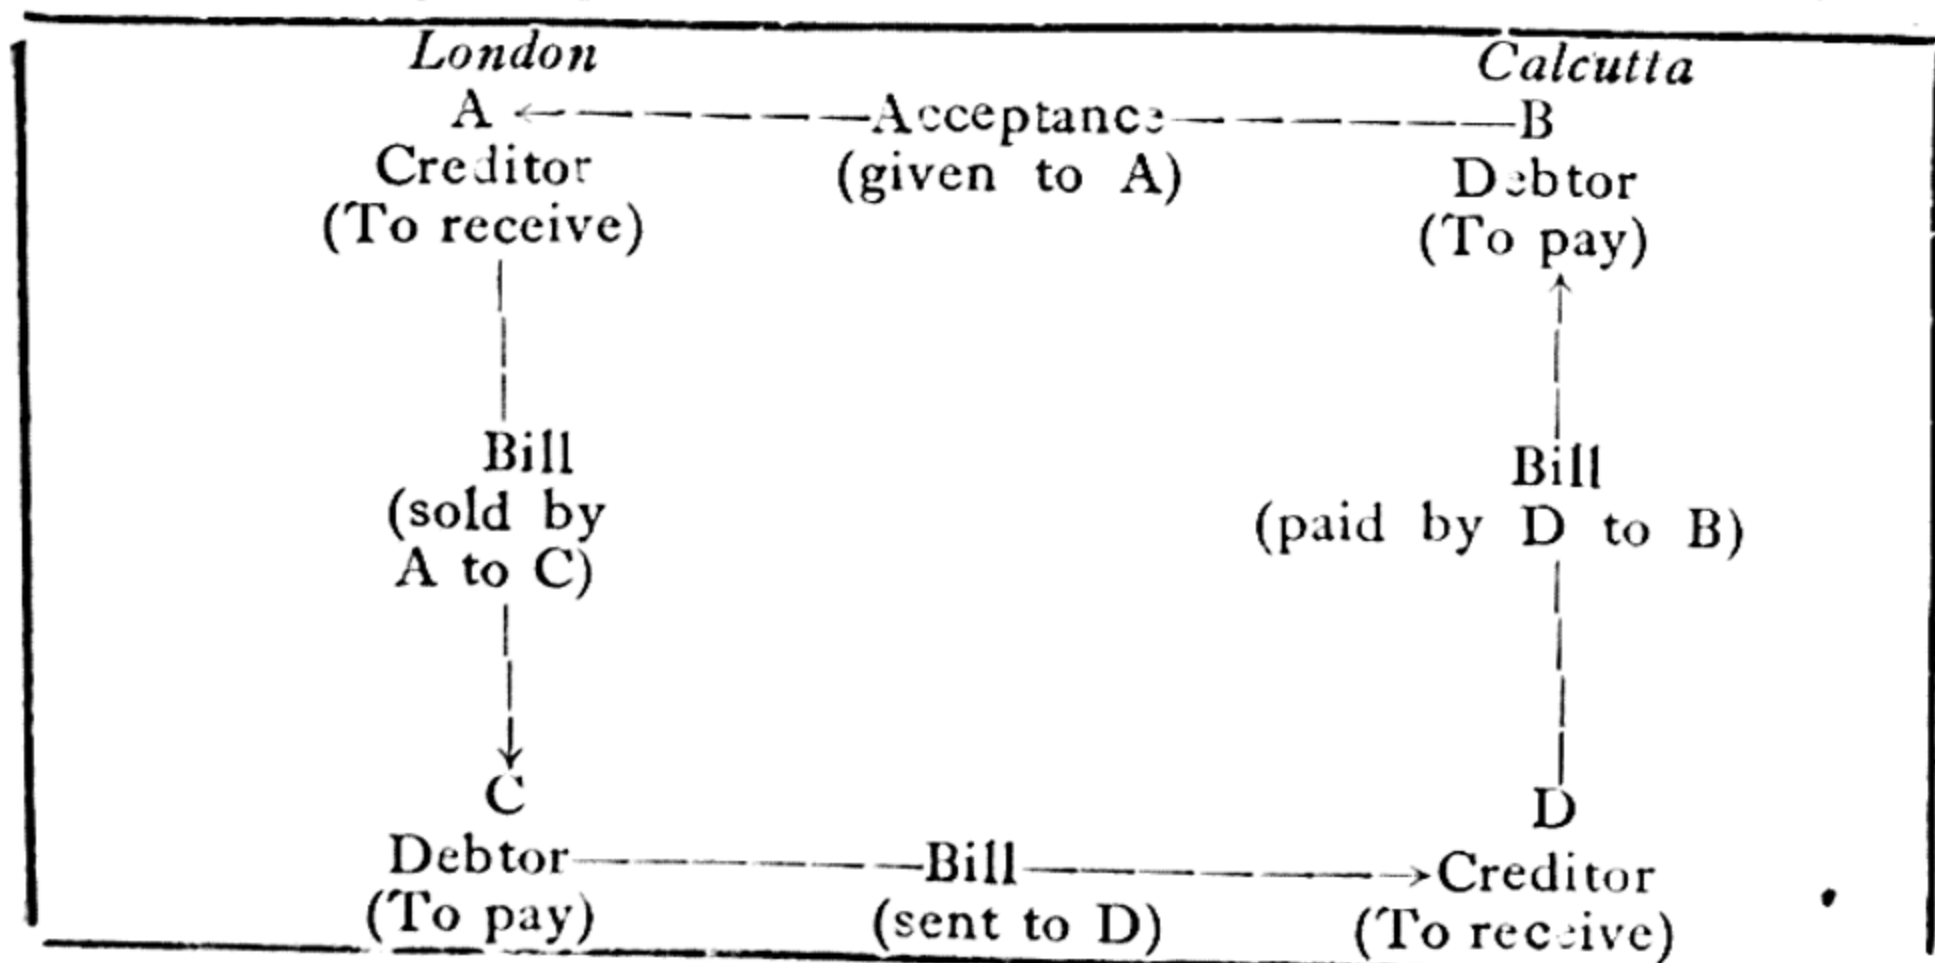 London Calcutta
A Acceptance B
Creditor (given to A) Debtor
(To receive) (To pay)
Bill Bill
(sold by (paid by D to B)
A to C)
C D
Debtor Bill Creditor
(To pay) (sent to D) (To receive)